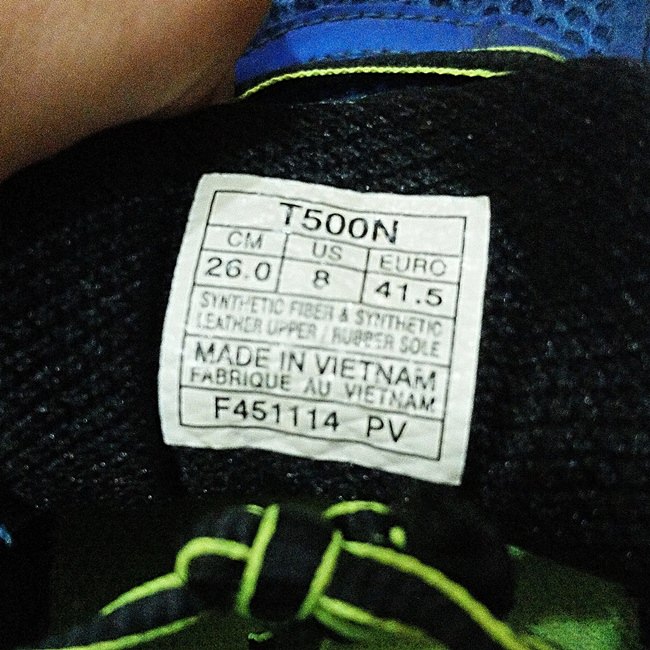 T500N
CM US EURO
26.0 8 41.5
SYNTHETIC FIBER & SYNTHETIC
LEATHER UPPER / RUBBER SOLE
MADE IN VIETNAM
FABRIQUE AU VIETNAM
F451114 PV